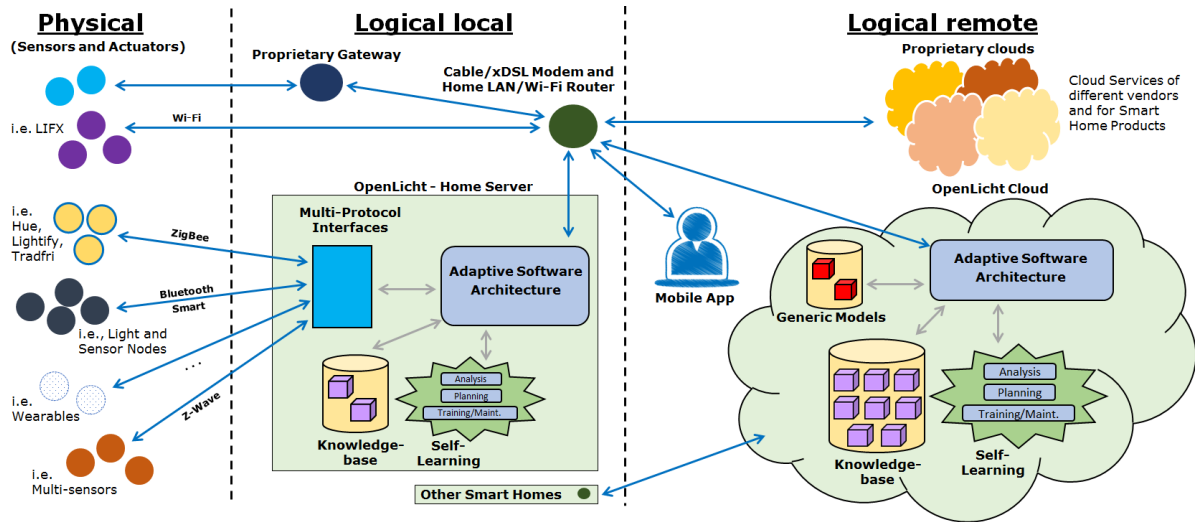 Physical
(Sensors and Actuators)
i.e. LIFX
i.e.
Hue,
Lightify,
Tradfri
i.e., Light and
Sensor Nodes
i.e.
Wearables
i.e.
Multi-sensors
Logical local
Proprietary Gateway
Cable/xDSL Modem and
Home LAN/Wi-Fi Router
Wi-Fi
ZigBee
Bluetooth
Smart
...
Z-Wave
OpenLicht - Home Server
Multi-Protocol
Interfaces
Adaptive Software
Architecture
Knowledge-
base
Analysis
Planning
Training/Maint.
Self-
Learning
Other Smart Homes
Mobile App
Logical remote
Proprietary clouds
Cloud Services of
different vendors
and for Smart
Home Products
OpenLicht Cloud
Adaptive Software
Architecture
Generic Models
Knowledge-
base
Analysis
Planning
Training/Maint.
Self-
Learning